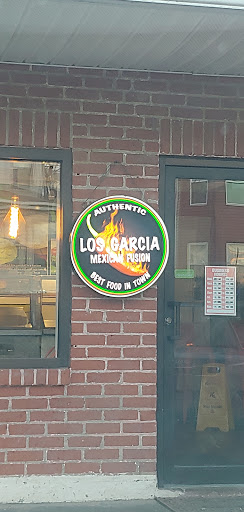 AUTHENTIC
LOS GARCIA
MEXICAN FUSION
BEST FOOD IN TOWN